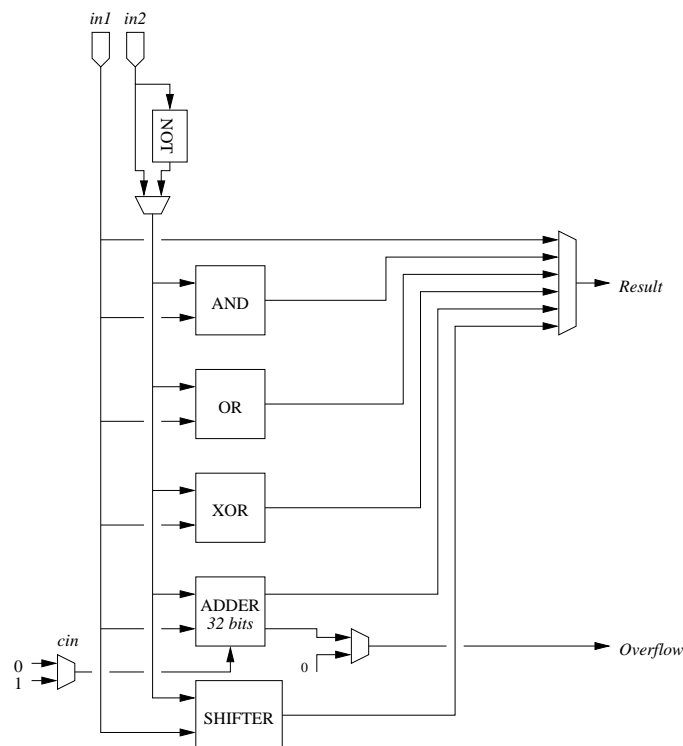 in1 in2
NOT
AND
Result
OR
XOR
ADDER
32 bits
cin
0
1
0
Overflow
SHIFTER